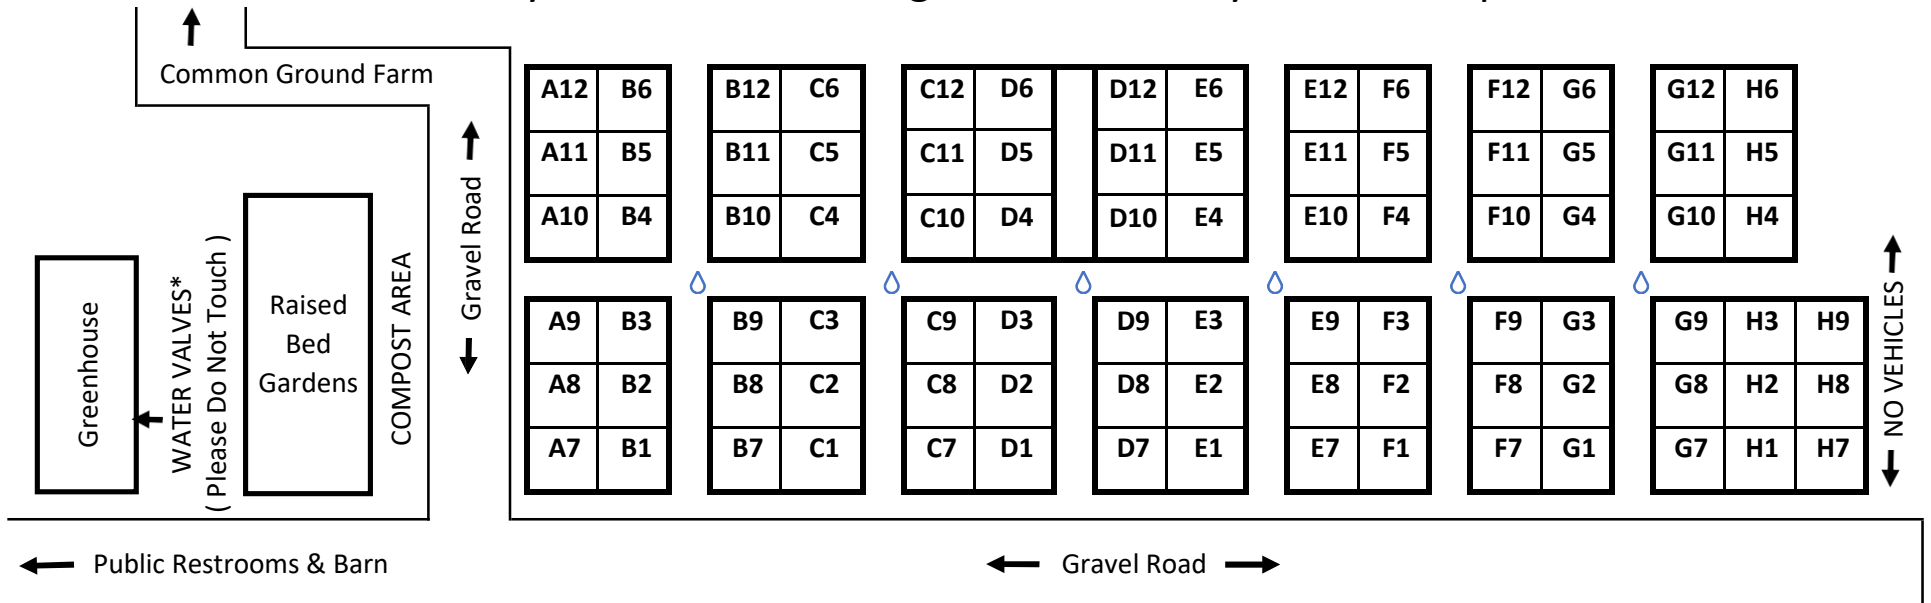 Common Ground Farm
A12 B6 B12 C6 C12 D6 D12 E6 E12 F6 F12 G6 G12 H6
A11 B5 B11 C5 C11 D5 D11 E5 E11 F5 F11 G5 G11 H5
A10 B4 B10 C4 C10 D4 D10 E4 E10 F4 F10 G4 G10 H4
A9 B3 B9 C3 C9 D3 D9 E3 E9 F3 F9 G3 G9 H3 H9
A8 B2 B8 C2 C8 D2 D8 E2 E8 F2 F8 G2 G8 H2 H8
A7 B1 B7 C1 C7 D1 D7 E1 E7 F1 F7 G1 G7 H1 H7
Greenhouse
WATER VALVES*
( Please Do Not Touch )
Raised
Bed
Gardens
COMPOST AREA
Gravel Road
NO VEHICLES
Public Restrooms & Barn
Gravel Road